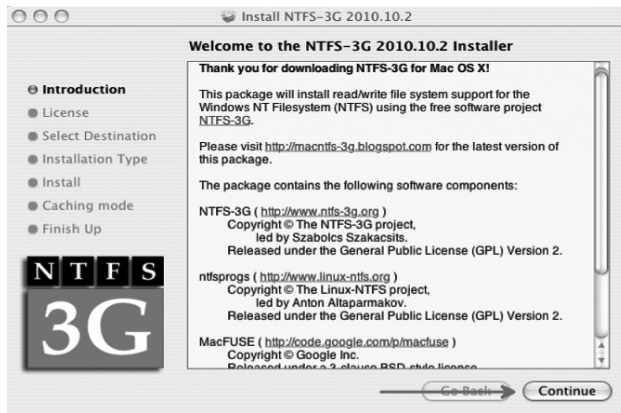 Install NTFS-3G 2010.10.2
Welcome to the NTFS-3G 2010.10.2 Installer
Introduction
License
Select Destination
Installation Type
Install
Caching mode
Finish Up
NTFS
3G
Thank you for downloading NTFS-3G for Mac OS X!
This package will install read/write file system support for the
Windows NT Filesystem (NTFS) using the free software project
NTFS-3G.
Please visit http://macntfs-3g.blogspot.com for the latest version of
this package.
The package contains the following software components:
NTFS-3G ( http://www.ntfs-3g.org )
Copyright © The NTFS-3G project,
led by Szabolcs Szakacsits.
Released under the General Public License (GPL) Version 2.
ntfsprogs ( http://www.linux-ntfs.org )
Copyright © The Linux-NTFS project,
led by Anton Altaparmakov.
Released under the General Public License (GPL) Version 2.
MacFUSE ( http://code.google.com/p/macfuse )
Copyright © Google Inc.
Released under a 3-clause BSD-style license
Go Back
Continue